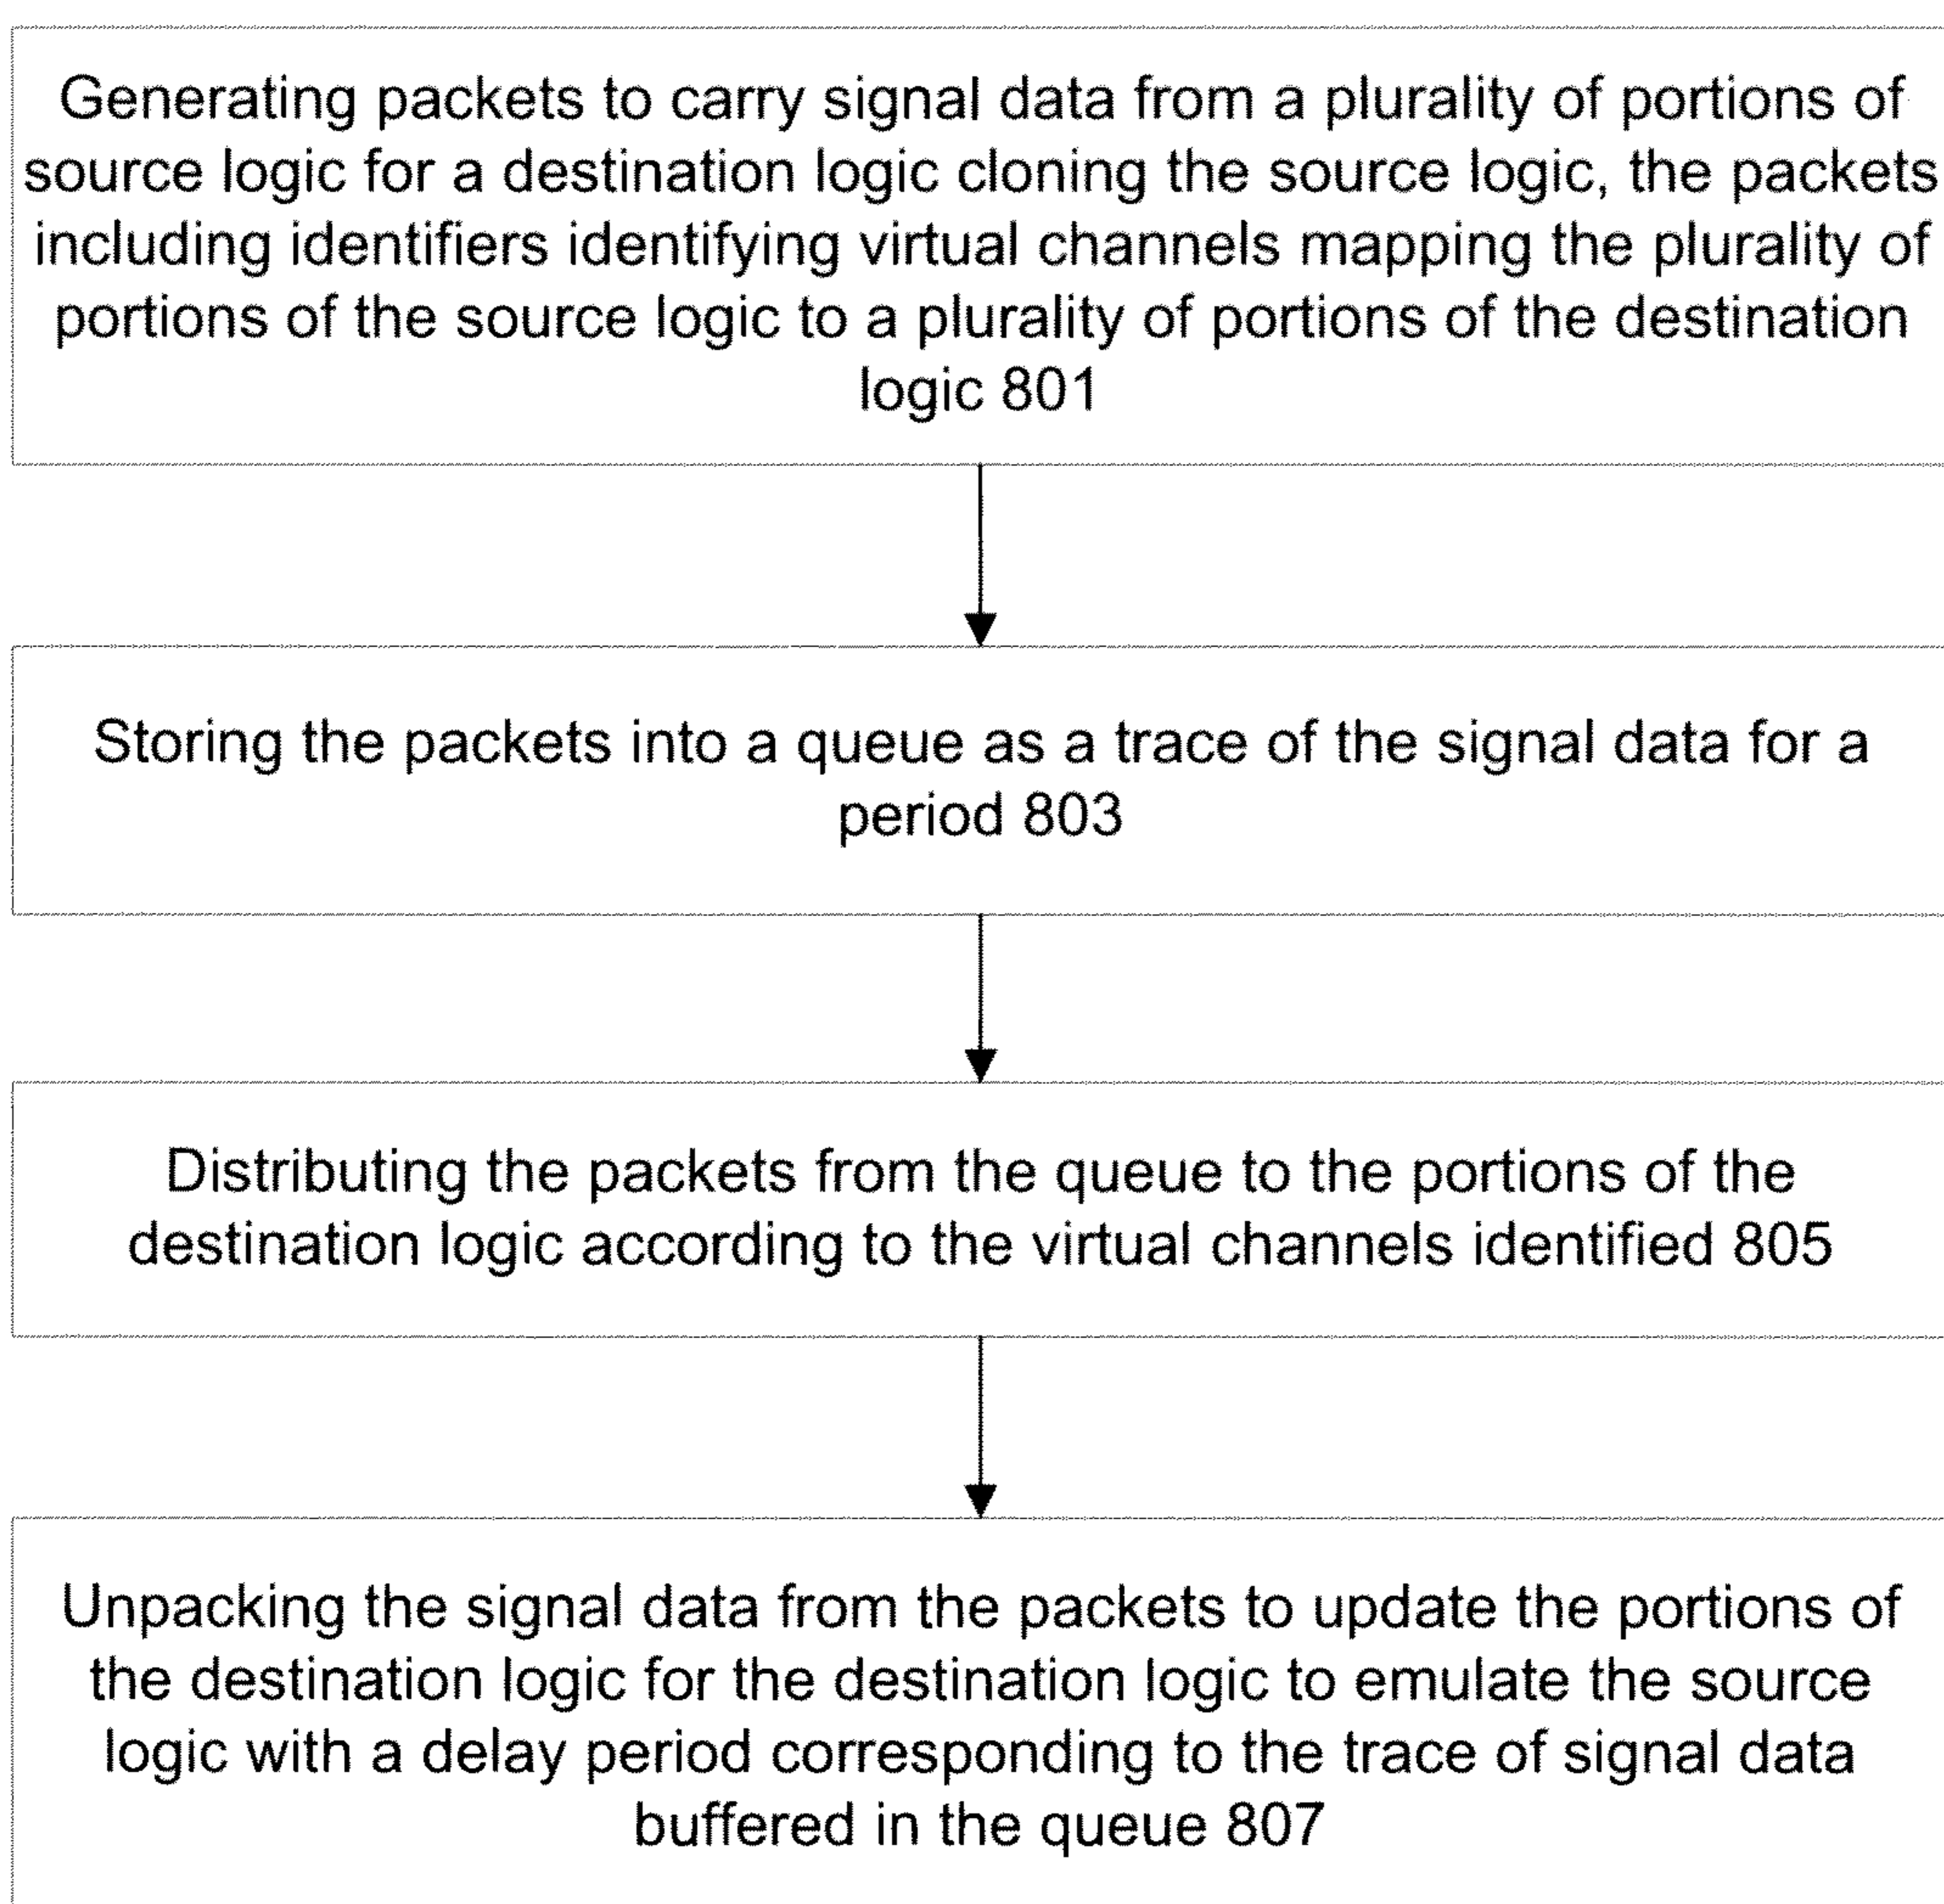 Generating packets to carry signal data from a plurality of portions of
source logic for a destination logic cloning the source logic, the packets
including identifiers identifying virtual channels mapping the plurality of
portions of the source logic to a plurality of portions of the destination
logic 801
Storing the packets into a queue as a trace of the signal data for a
period 803
Distributing the packets from the queue to the portions of the
destination logic according to the virtual channels identified 805
Unpacking the signal data from the packets to update the portions of
the destination logic for the destination logic to emulate the source
logic with a delay period corresponding to the trace of signal data
buffered in the queue 807